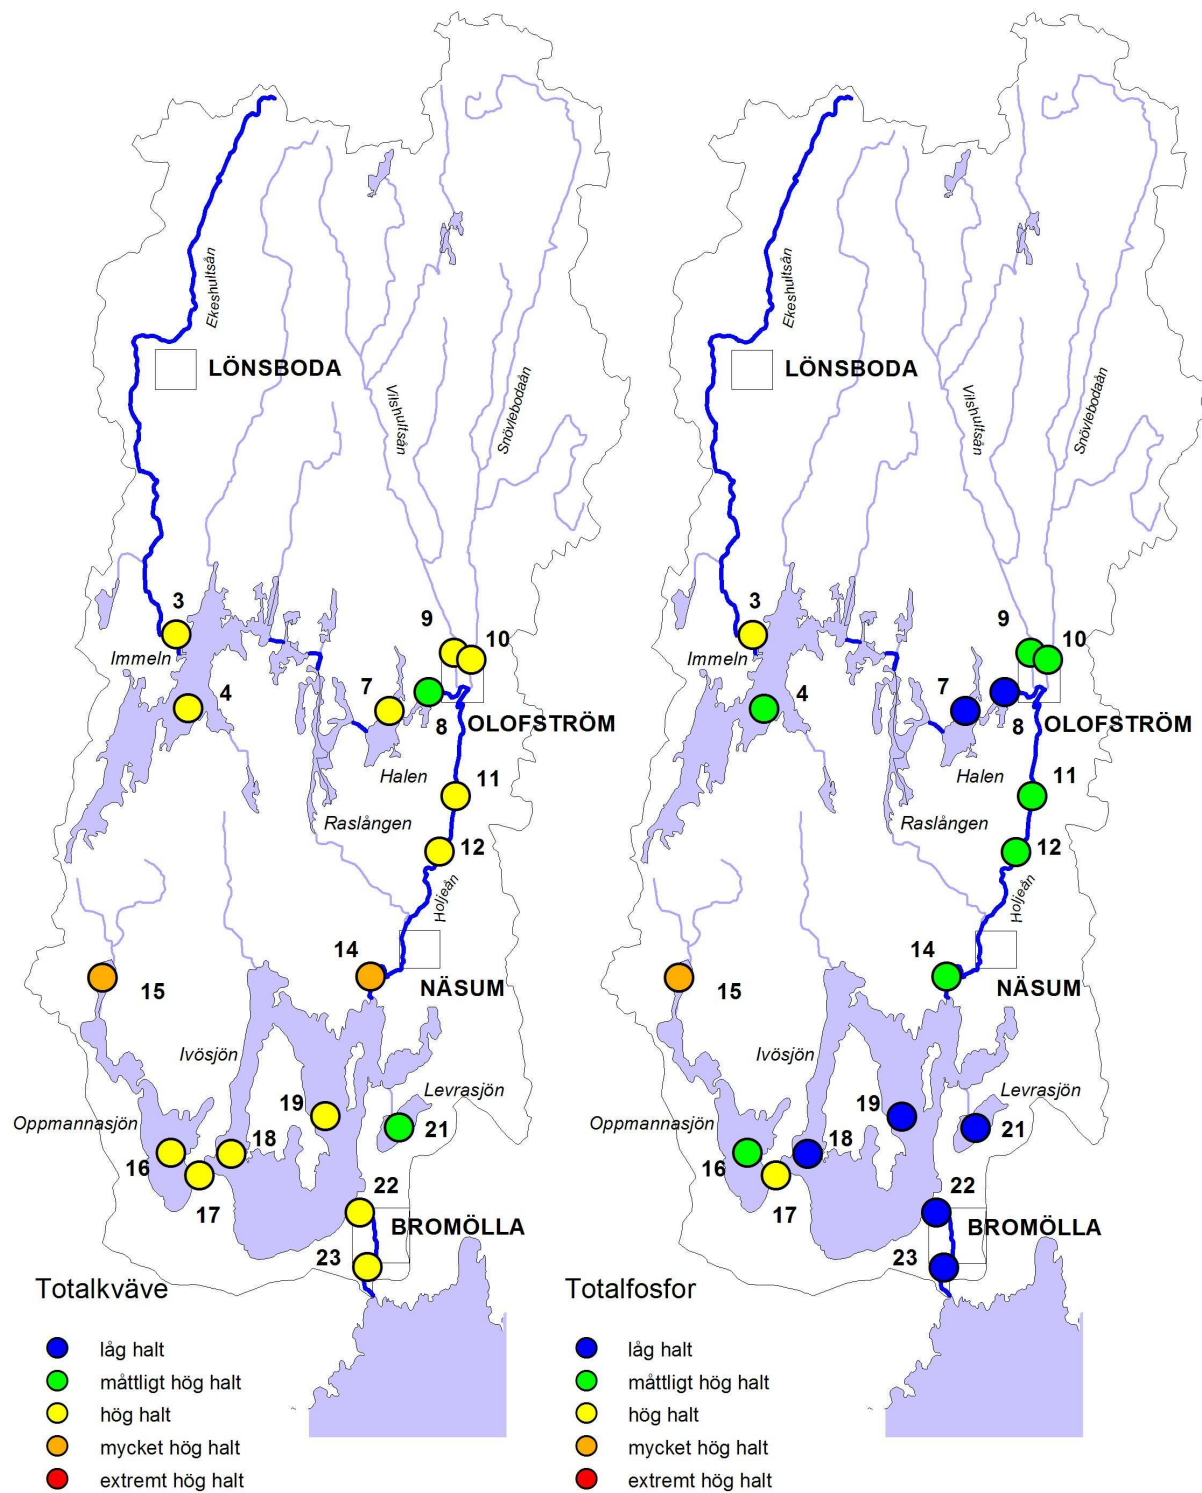 Ekeshultsån
LÖNSBODA
Vilshultsån
Snövlebodaån
3
9
10
Immeln
4
7
8
OLOFSTRÖM
Halen
11
Raslången
12
Holjeån
14
NÄSUM
15
Ivösjön
Levrasjön
19
Oppmannasjön
21
18
16
17
22
BROMÖLLA
23
Totalkväve
låg halt
måttligt hög halt
hög halt
mycket hög halt
extremt hög halt
Ekeshultsån
LÖNSBODA
Vilshultsån
Snövlebodaån
3
9
10
Immeln
4
7
8
OLOFSTRÖM
Halen
11
Raslången
12
Holjeån
14
NÄSUM
15
Ivösjön
Levrasjön
19
Oppmannasjön
21
18
16
17
22
BROMÖLLA
23
Totalfosfor
låg halt
måttligt hög halt
hög halt
mycket hög halt
extremt hög halt